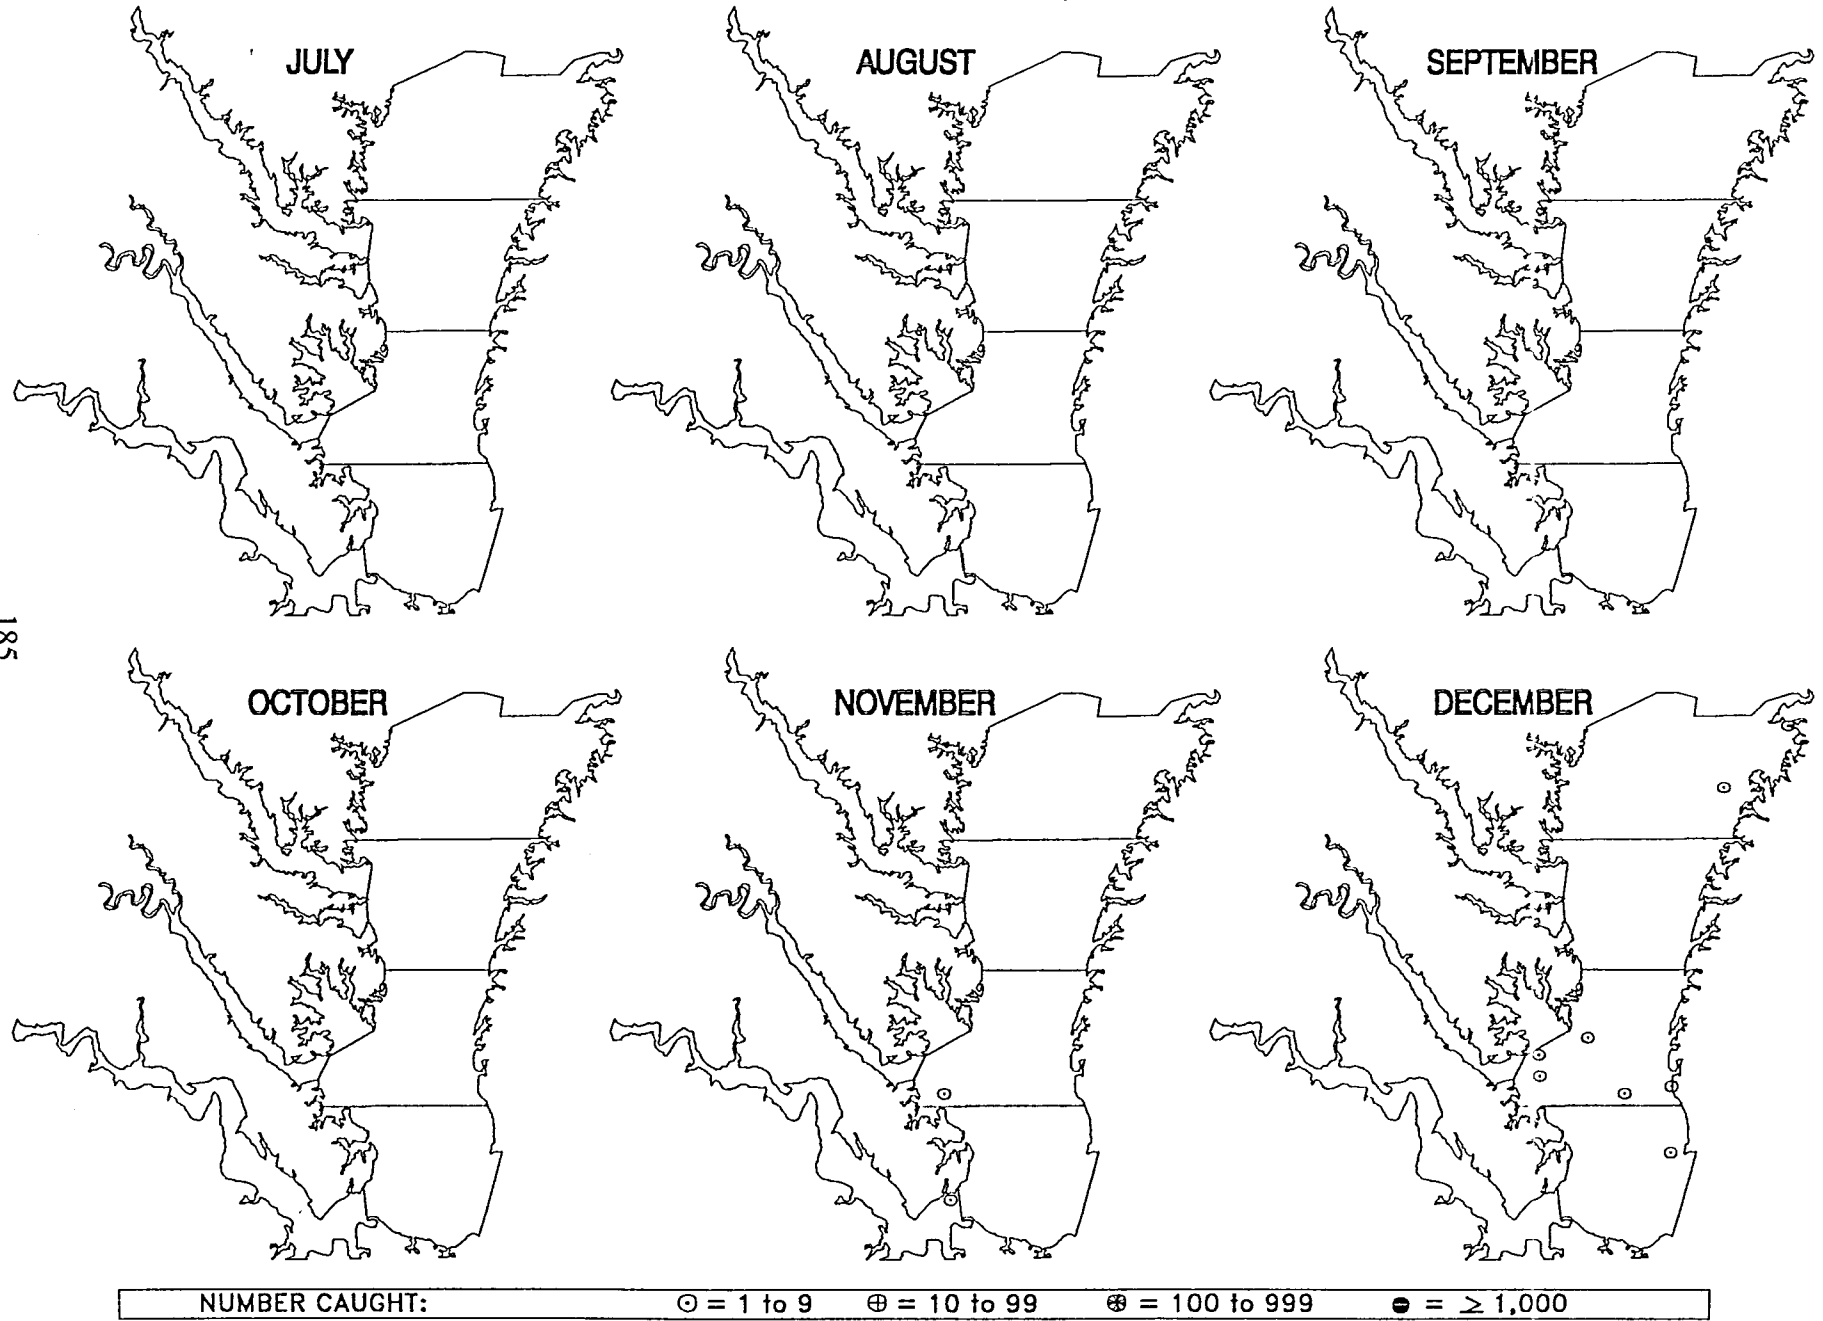 JULY
AUGUST
SEPTEMBER
185
OCTOBER
NOVEMBER
DECEMBER
NUMBER CAUGHT: ⊙ = 1 to 9 ⊕ = 10 to 99 ⊛ = 100 to 999 ⊖ = ≥ 1,000